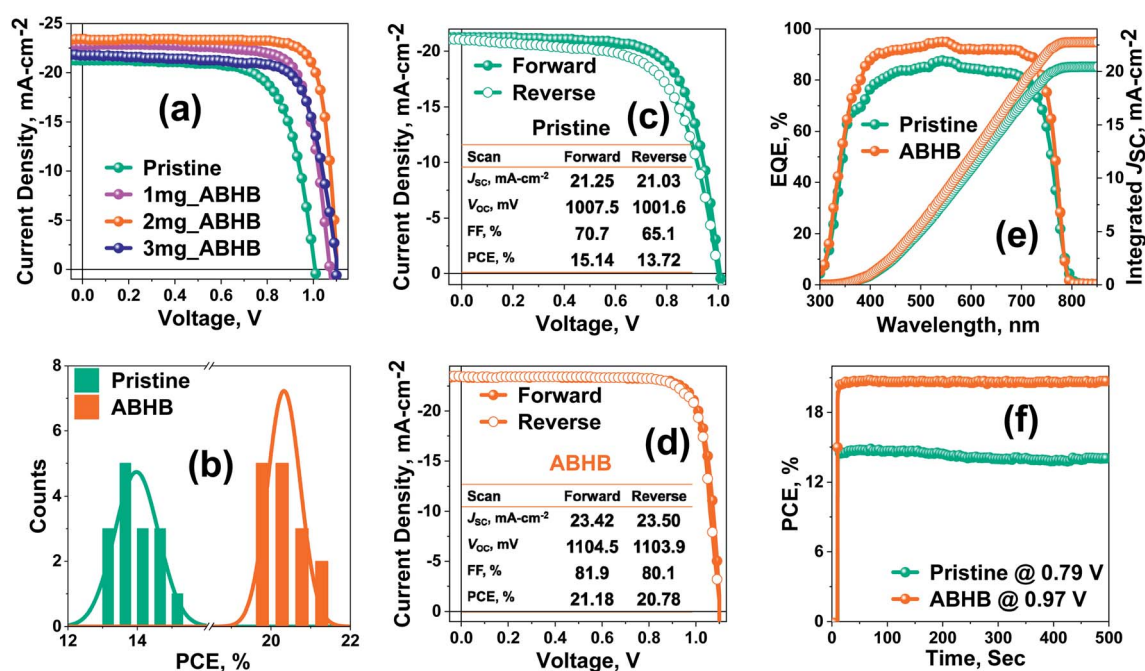 (a)
Current Density, mA-cm-2
-25
-20
-15
-10
-5
0
Pristine
1mg_ABHB
2mg_ABHB
3mg_ABHB
0.0 0.2 0.4 0.6 0.8 1.0
Voltage, V
(c)
Current Density, mA-cm-2
-20
-15
-10
-5
0
Forward
Reverse
Pristine
Scan Forward Reverse
JSC, mA-cm-2 21.25 21.03
VOC, mV 1007.5 1001.6
FF, % 70.7 65.1
PCE, % 15.14 13.72
0.0 0.2 0.4 0.6 0.8 1.0
Voltage, V
(e)
EQE, %
100
80
60
40
20
0
Pristine
ABHB
Integrated JSC, mA-cm-2
20
15
10
5
0
300 400 500 600 700 800
Wavelength, nm
(b)
Counts
8
6
4
2
0
Pristine
ABHB
12 14 20 22
PCE, %
(d)
Current Density, mA-cm-2
-20
-15
-10
-5
0
Forward
Reverse
ABHB
Scan Forward Reverse
JSC, mA-cm-2 23.42 23.50
VOC, mV 1104.5 1103.9
FF, % 81.9 80.1
PCE, % 21.18 20.78
0.0 0.2 0.4 0.6 0.8 1.0
Voltage, V
(f)
PCE, %
18
12
6
0
Pristine @ 0.79 V
ABHB @ 0.97 V
0 100 200 300 400 500
Time, Sec